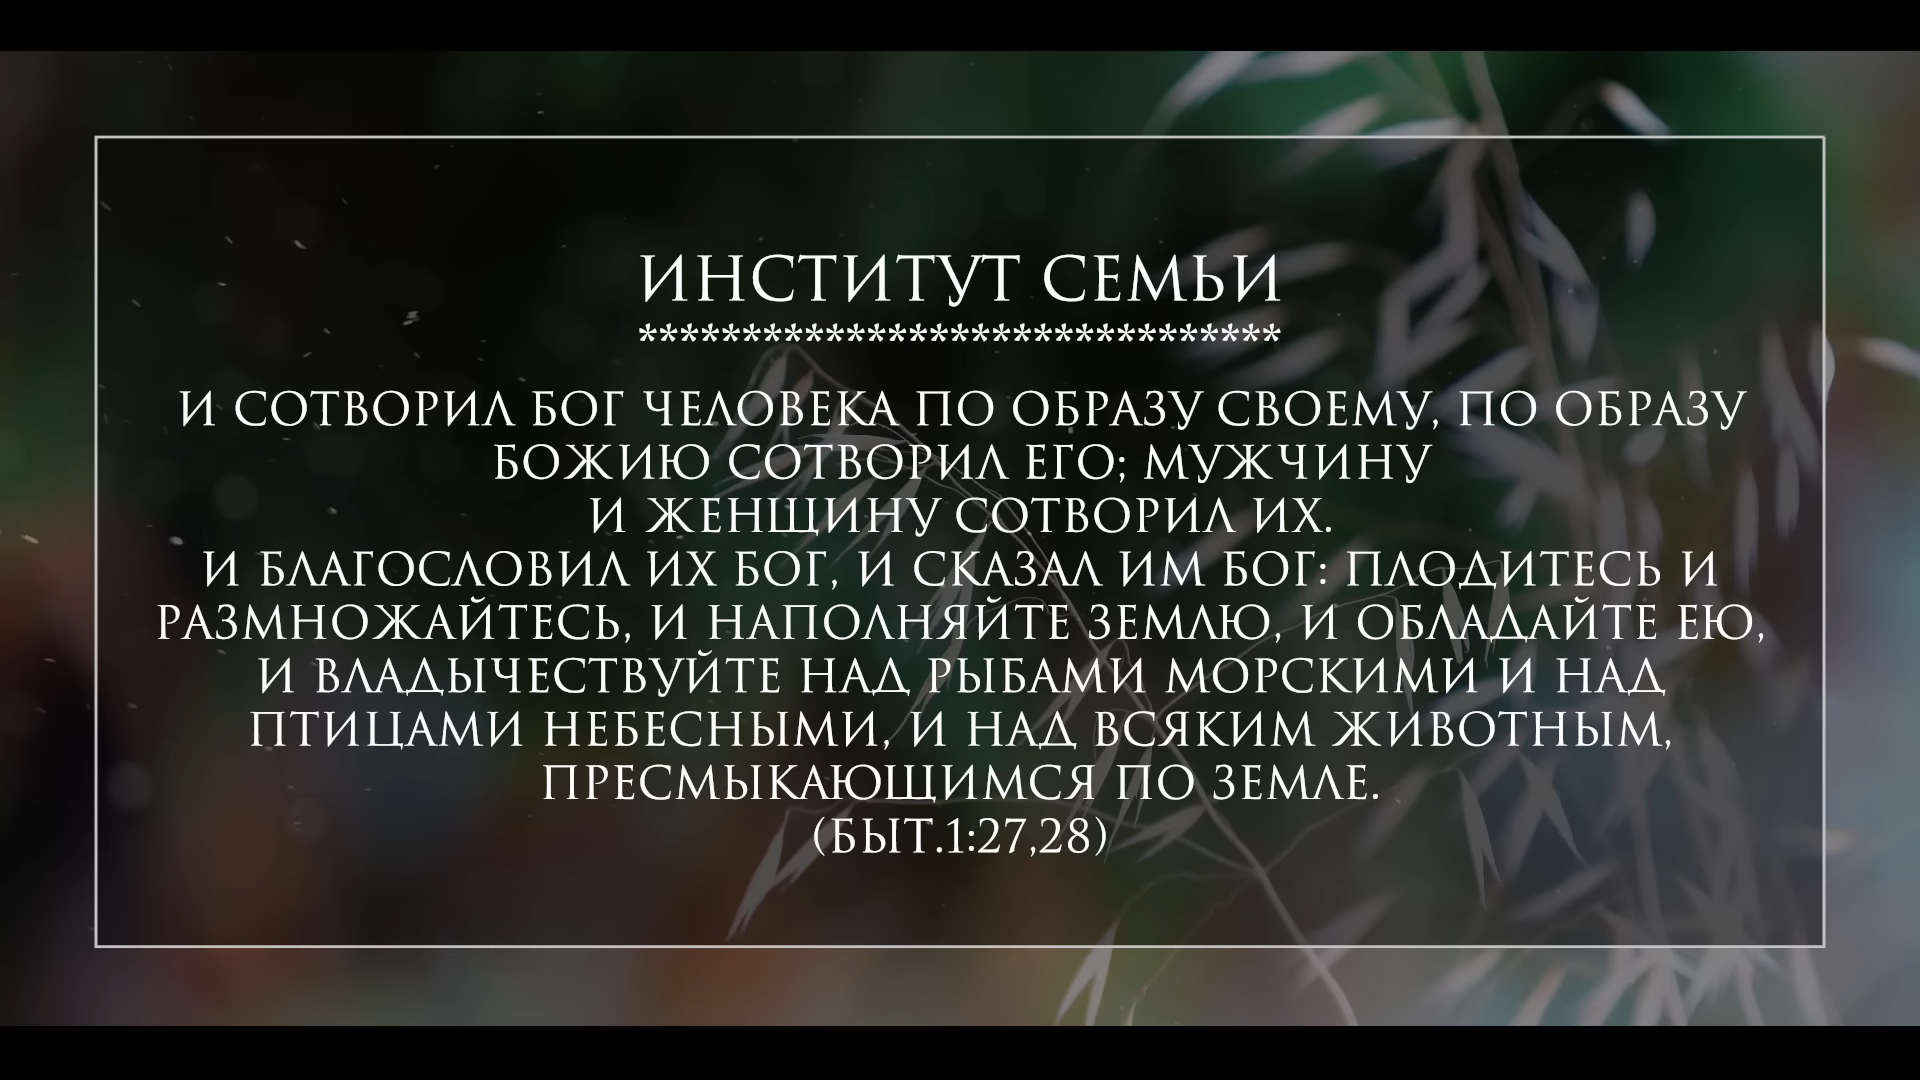 ИНСТИТУТ СЕМЬИ
*******************************
И СОТВОРИЛ БОГ ЧЕЛОВЕКА ПО ОБРАЗУ СВОЕМУ, ПО ОБРАЗУ
БОЖИЮ СОТВОРИЛ ЕГО; МУЖЧИНУ
И ЖЕНЩИНУ СОТВОРИЛ ИХ.
И БЛАГОСЛОВИЛ ИХ БОГ, И СКАЗАЛ ИМ БОГ: ПЛОДИТЕСЬ И
РАЗМНОЖАЙТЕСЬ, И НАПОЛНЯЙТЕ ЗЕМЛЮ, И ОБЛАДАЙТЕ ЕЮ,
И ВЛАДЫЧЕСТВУЙТЕ НАД РЫБАМИ МОРСКИМИ И НАД
ПТИЦАМИ НЕБЕСНЫМИ, И НАД ВСЯКИМ ЖИВОТНЫМ,
ПРЕСМЫКАЮЩИМСЯ ПО ЗЕМЛЕ.
(БЫТ.1:27,28)